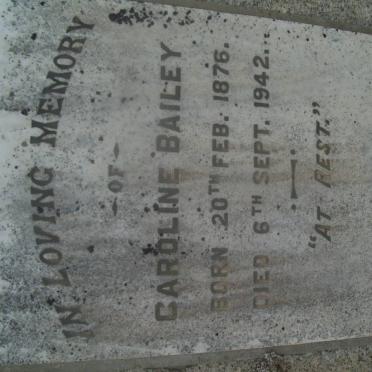 IN LOVING MEMORY
OF
CAROLINE BAILEY
BORN 20TH FEB. 1876.
DIED 6TH SEPT. 1942.
"AT REST."